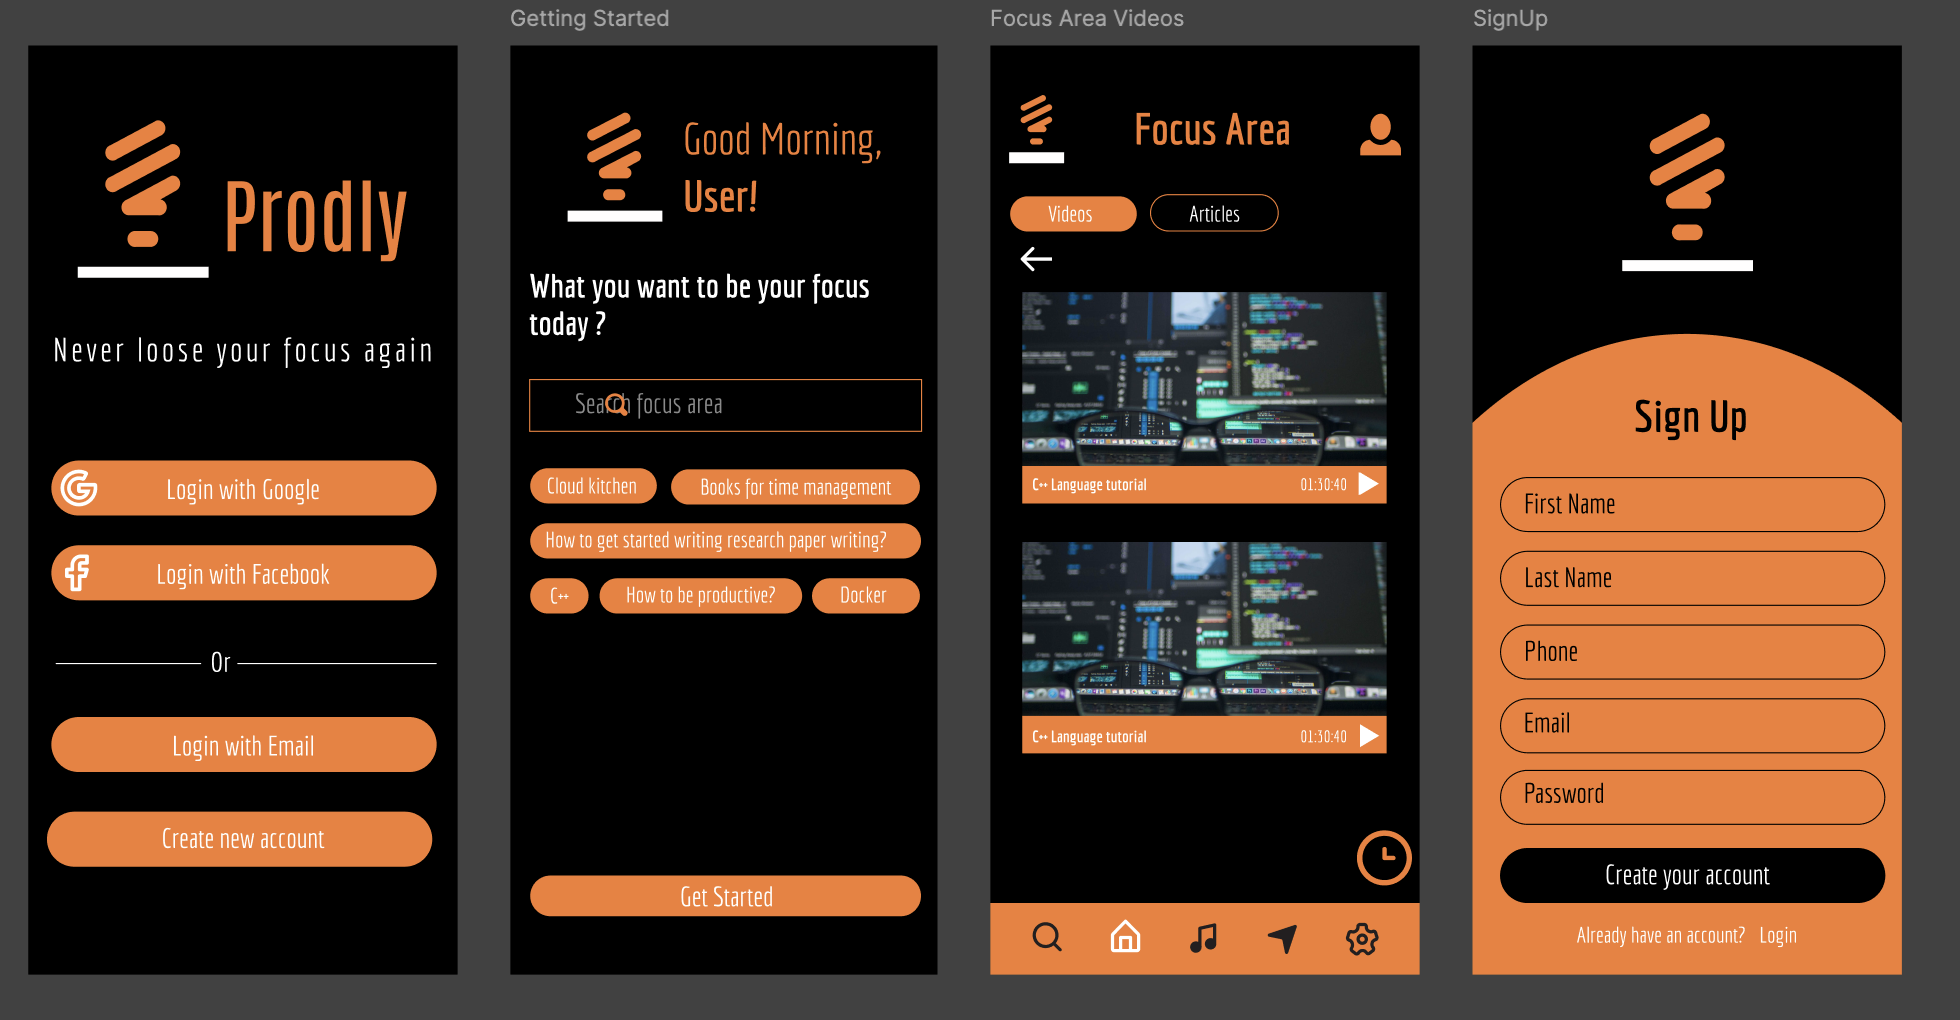 Getting Started
Focus Area Videos
SignUp
Prodly
Never loose your focus again
Login with Google
Login with Facebook
Or
Login with Email
Create new account
Good Morning,
User!
What you want to be your focus
today ?
Search focus area
Cloud kitchen
Books for time management
How to get started writing research paper writing?
C++
How to be productive?
Docker
Get Started
Focus Area
Videos
Articles
C++ Language tutorial
01:30:40
C++ Language tutorial
01:30:40
Sign Up
First Name
Last Name
Phone
Email
Password
Create your account
Already have an account? Login